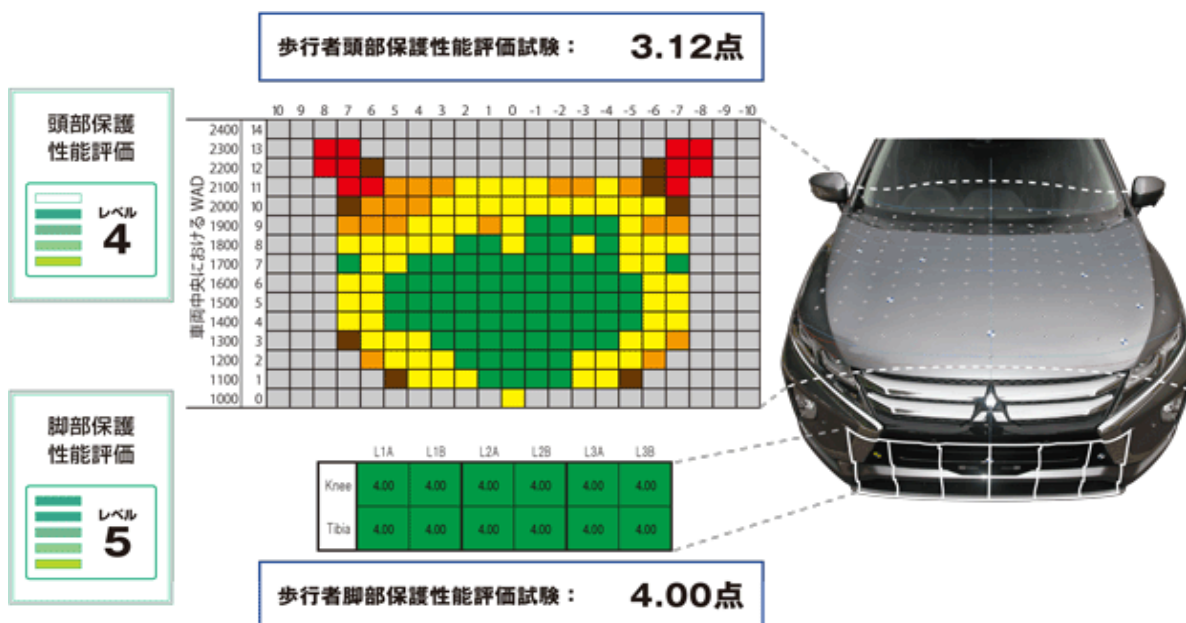 歩行者頭部保護性能評価試験： 3.12点
頭部保護
性能評価
レベル
4
10 9 8 7 6 5 4 3 2 1 0 -1 -2 -3 -4 -5 -6 -7 -8 -9 -10
車両中央における WAD
2400 14
2300 13
2200 12
2100 11
2000 10
1900 9
1800 8
1700 7
1600 6
1500 5
1400 4
1300 3
1200 2
1100 1
1000 0
脚部保護
性能評価
レベル
5
L1A L1B L2A L2B L3A L3B
Knee 4.00 4.00 4.00 4.00 4.00 4.00
Tibia 4.00 4.00 4.00 4.00 4.00 4.00
歩行者脚部保護性能評価試験： 4.00点